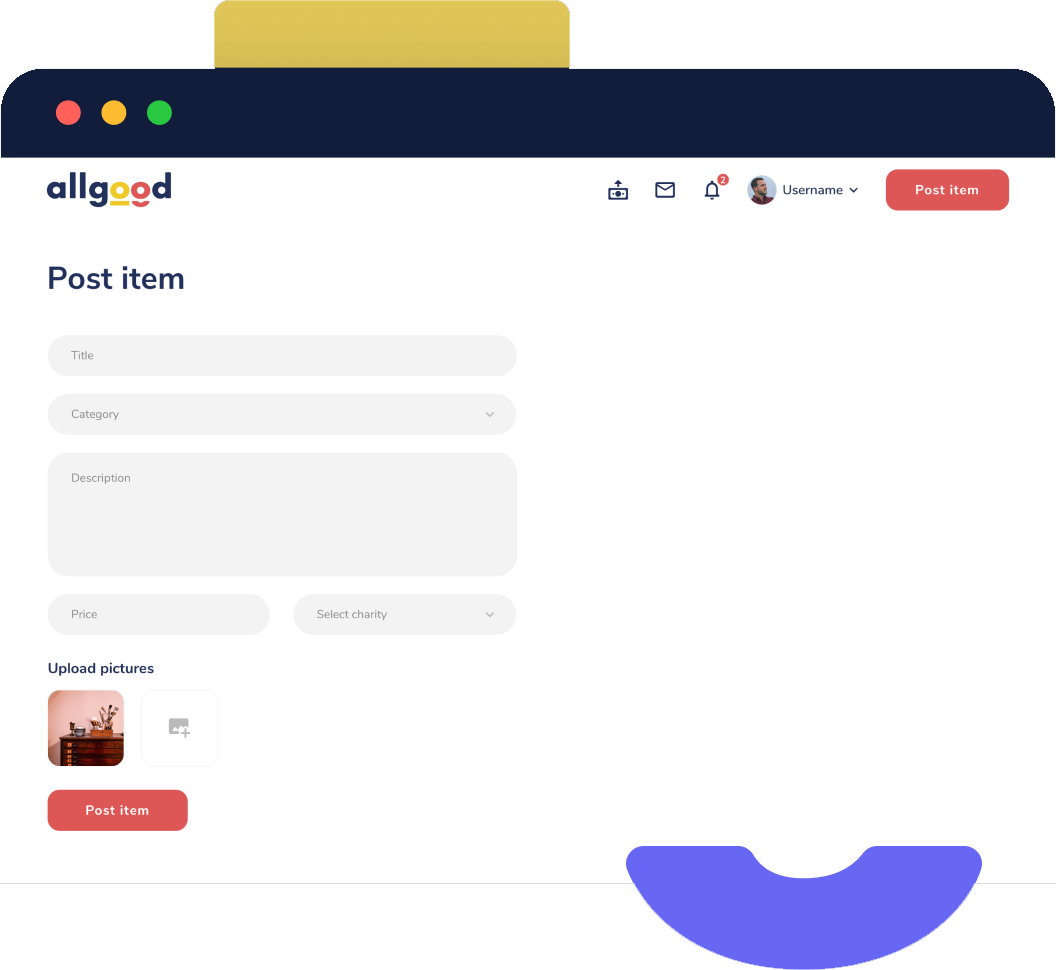 allgood
2
Username
Post item
Post item
Title
Category
Description
Price
Select charity
Upload pictures
Post item